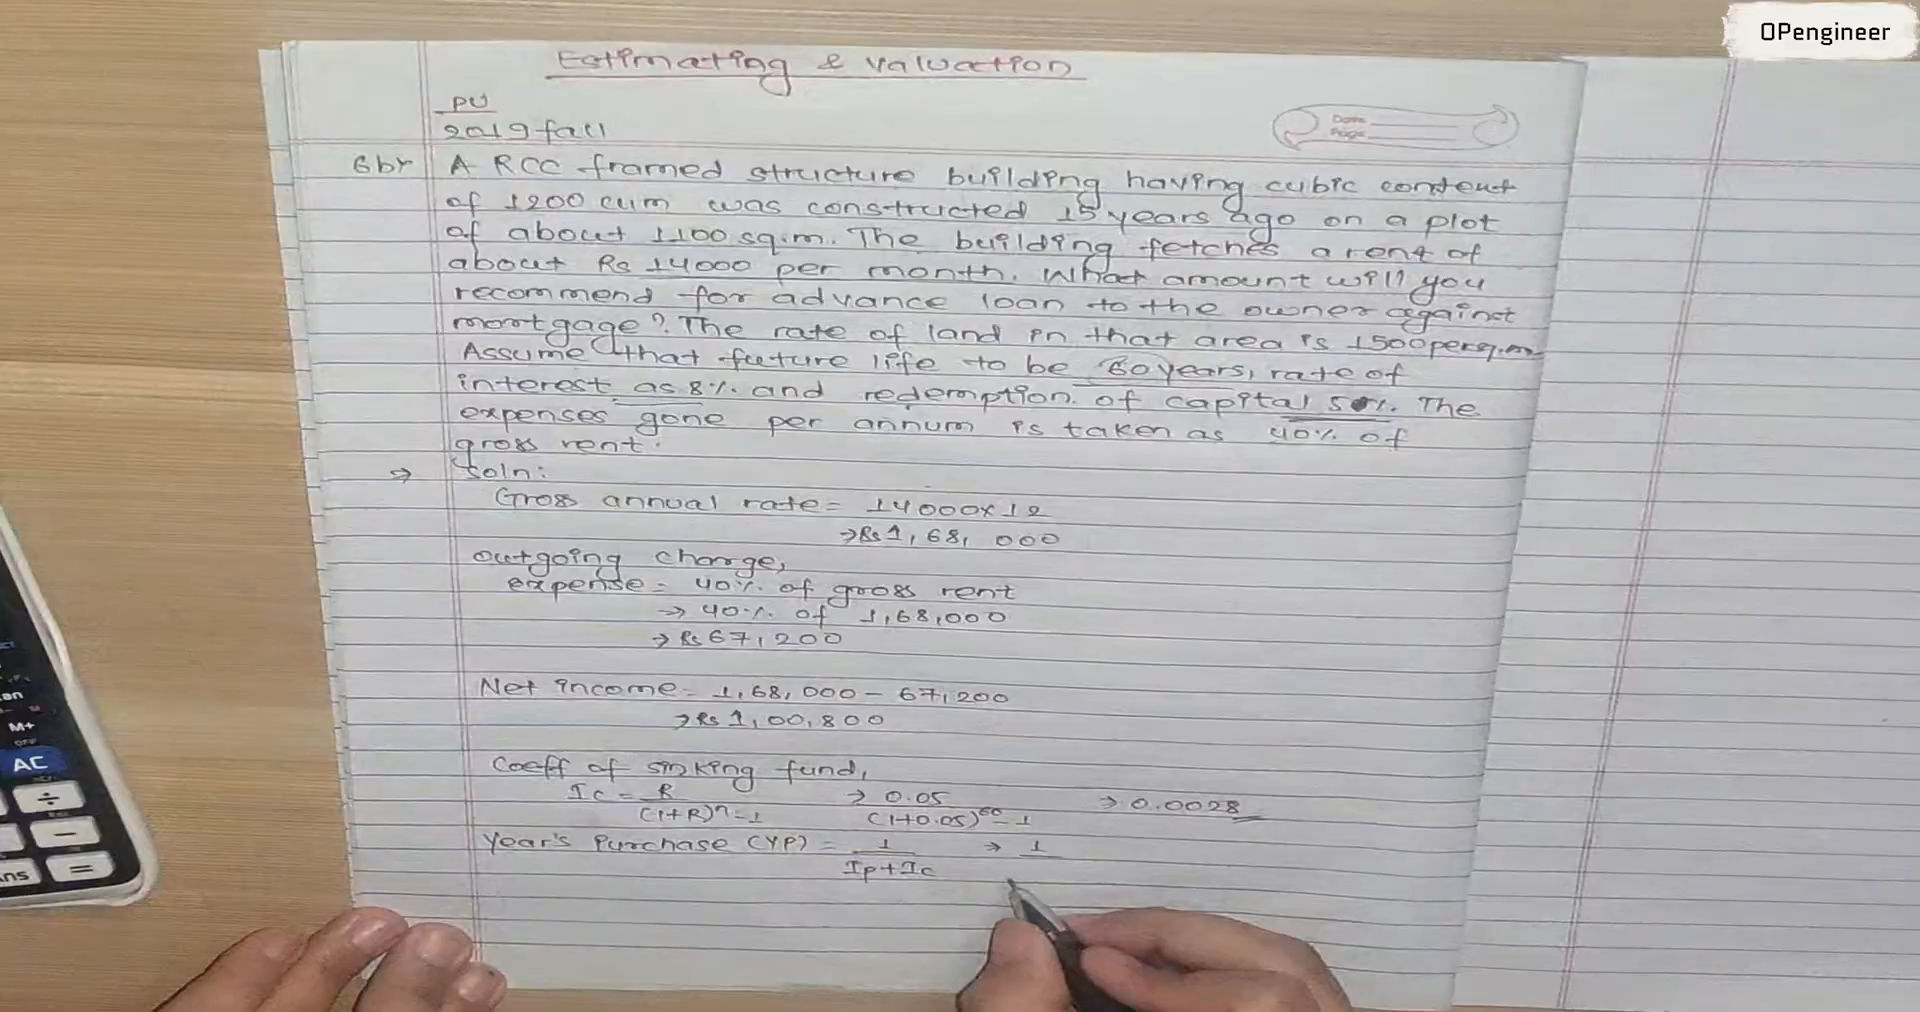 OPengineer
Estimating & valuation
PU
2019 fall
Date
Page
6br A RCC framed structure building having cubic content
of 1200 cum was constructed 15 years ago on a plot
of about 1100 sq.m. The building fetches a rent of
about Rs 14000 per month. What amount will you
recommend for advance loan to the owner against
mortgage? The rate of land in that area is 1500 per sq.m
Assume that future life to be 60 years, rate of
interest as 8% and redemption of capital 5%. The
expenses gone per annum is taken as 40% of
gross rent.
⇒ Soln:
Gross annual rate = 14000×12
→ Rs 1,68,000
outgoing charge,
expense = 40% of gross rent
→ 40% of 1,68,000
→ Rs 67,200
Net income = 1,68,000 - 67,200
→ Rs 1,00,800
Coeff of sinking fund,
Ic = R → 0.05 → 0.0028
(1+R)ⁿ-1 (1+0.05)⁶⁰-1
Year's Purchase (YP) = 1 → 1
Ip+Ic
an
M+
OFF
AC
÷
−
ns =